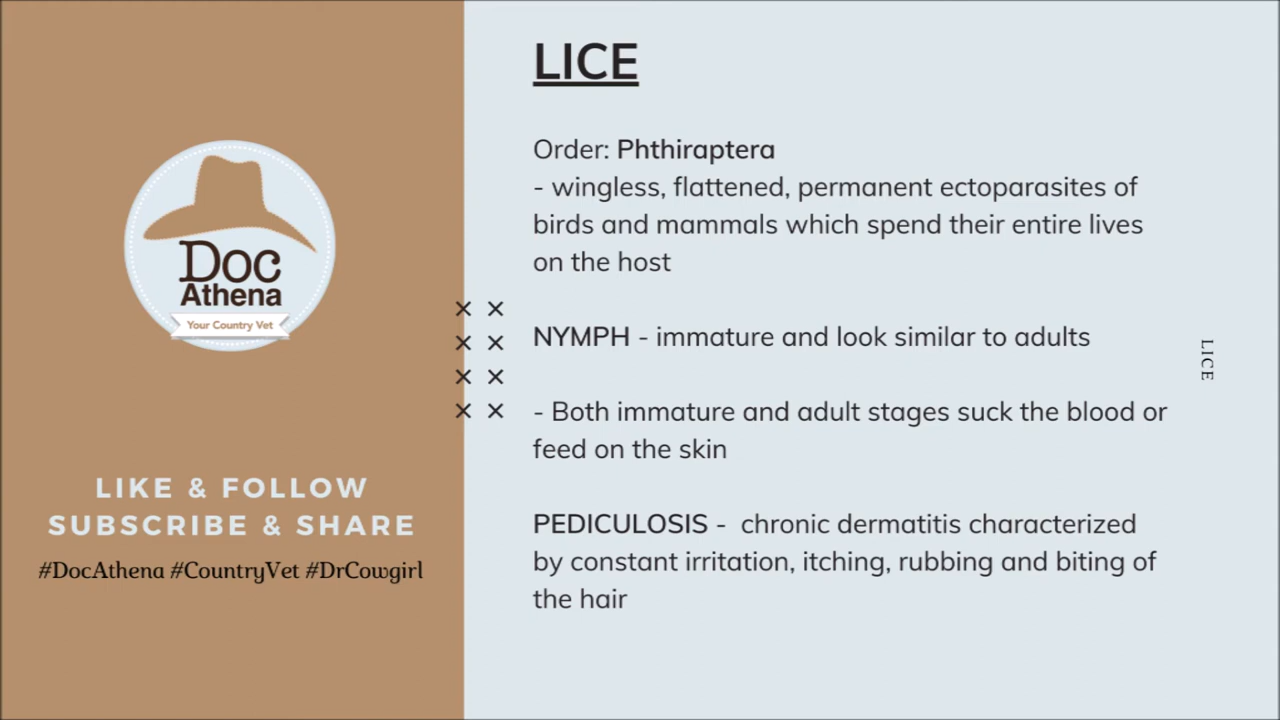 Doc
Athena
Your Country Vet
LIKE & FOLLOW
SUBSCRIBE & SHARE
#DocAthena #CountryVet #DrCowgirl
LICE
Order: Phthiraptera
- wingless, flattened, permanent ectoparasites of
birds and mammals which spend their entire lives
on the host
NYMPH - immature and look similar to adults
- Both immature and adult stages suck the blood or
feed on the skin
PEDICULOSIS - chronic dermatitis characterized
by constant irritation, itching, rubbing and biting of
the hair
LICE